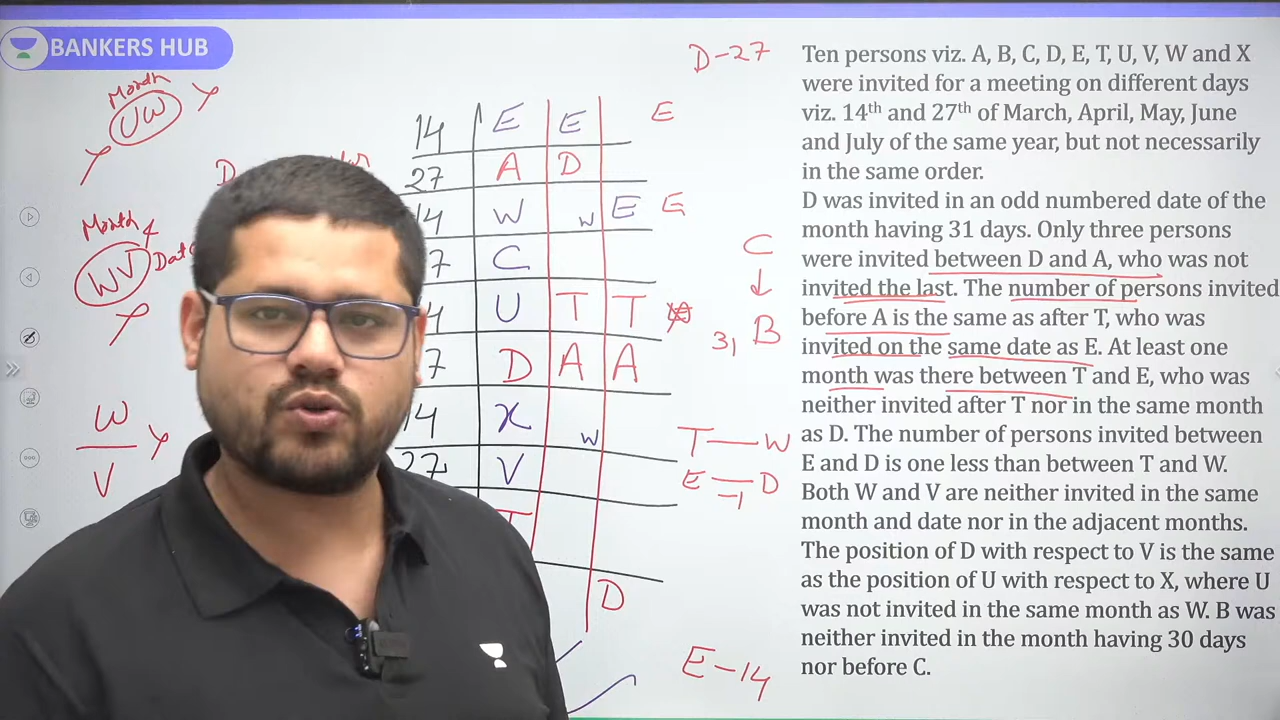 BANKERS HUB
Month
UW
Month &
Date
WV
W
V
14 E E E
27 A D
14 W W E E
7 C
4 U T T
7 D A A
14 X W
27 V
T
D
D-27
C
↓
3, B
T — W
E — D
-1
E-14
Ten persons viz. A, B, C, D, E, T, U, V, W and X
were invited for a meeting on different days
viz. 14th and 27th of March, April, May, June
and July of the same year, but not necessarily
in the same order.
D was invited in an odd numbered date of the
month having 31 days. Only three persons
were invited between D and A, who was not
invited the last. The number of persons invited
before A is the same as after T, who was
invited on the same date as E. At least one
month was there between T and E, who was
neither invited after T nor in the same month
as D. The number of persons invited between
E and D is one less than between T and W.
Both W and V are neither invited in the same
month and date nor in the adjacent months.
The position of D with respect to V is the same
as the position of U with respect to X, where U
was not invited in the same month as W. B was
neither invited in the month having 30 days
nor before C.